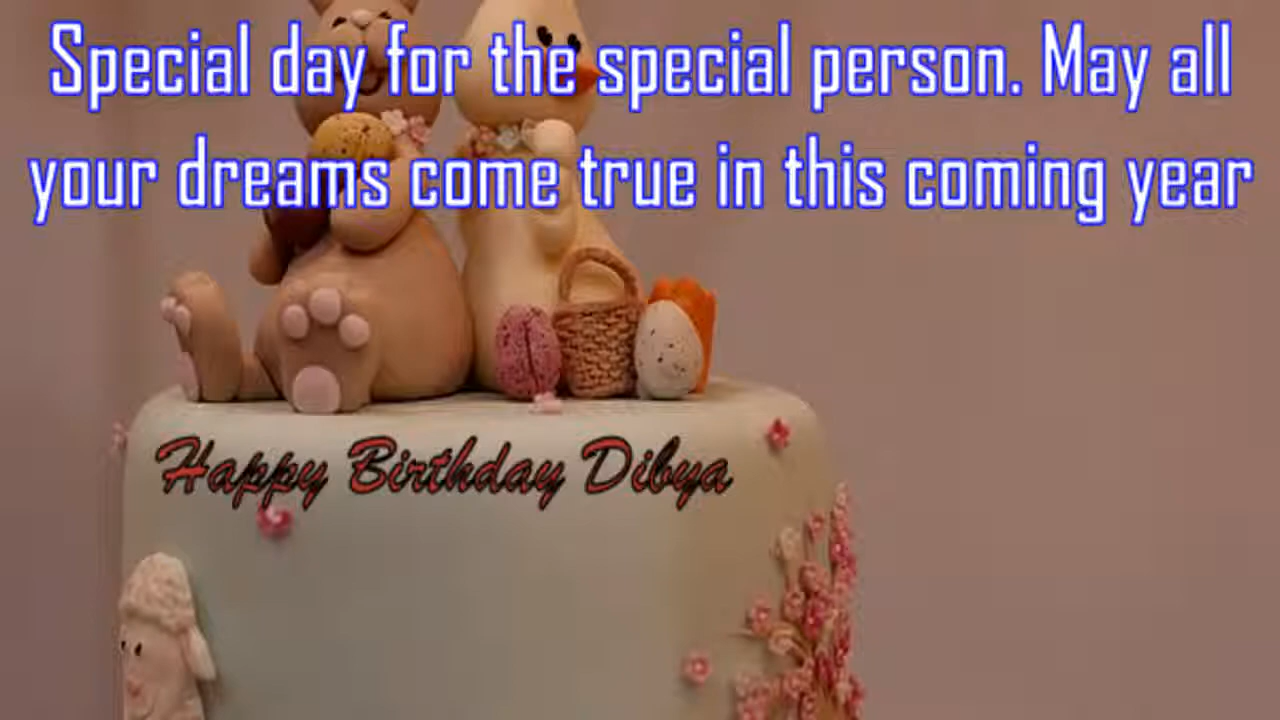 Special day for the special person. May all
your dreams come true in this coming year
Happy Birthday Dibya